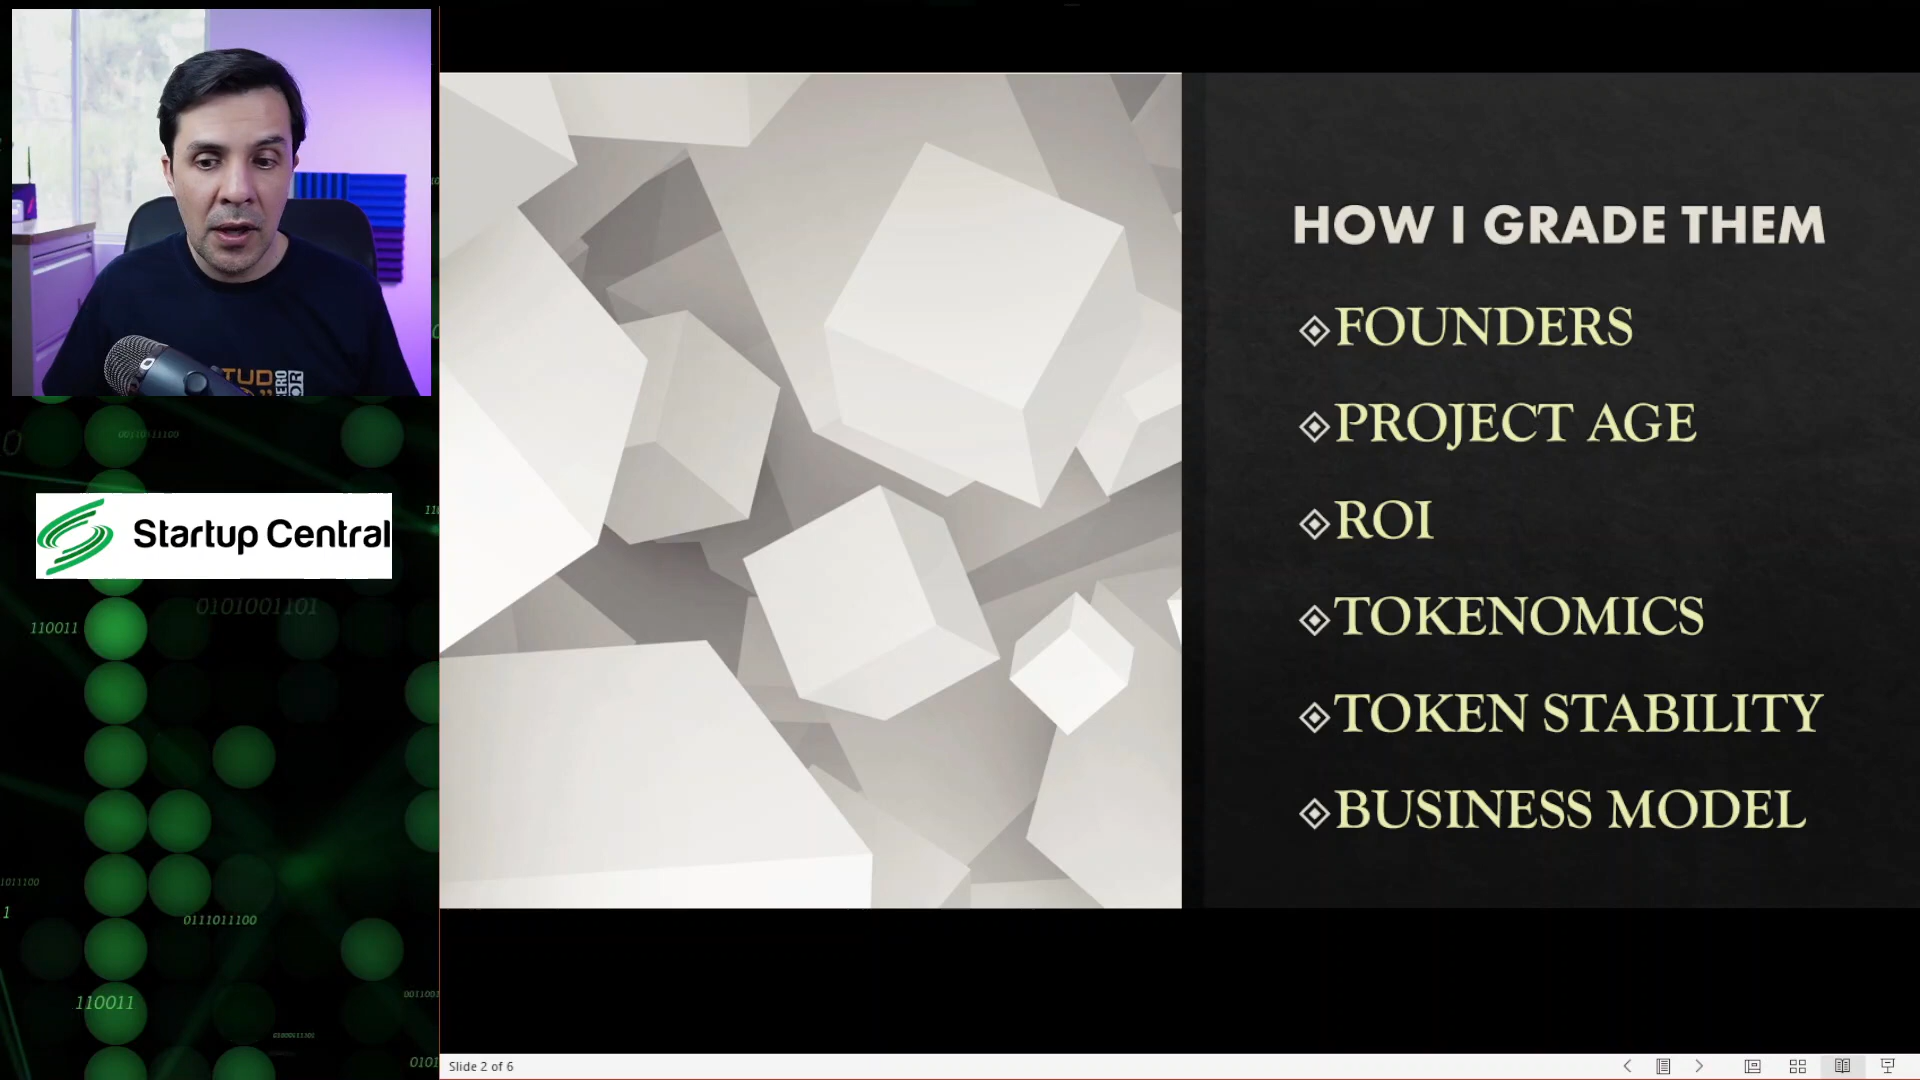 HOW I GRADE THEM
FOUNDERS
PROJECT AGE
ROI
TOKENOMICS
TOKEN STABILITY
BUSINESS MODEL
Startup Central
0101001101
110011
0111011100
110011
Slide 2 of 6